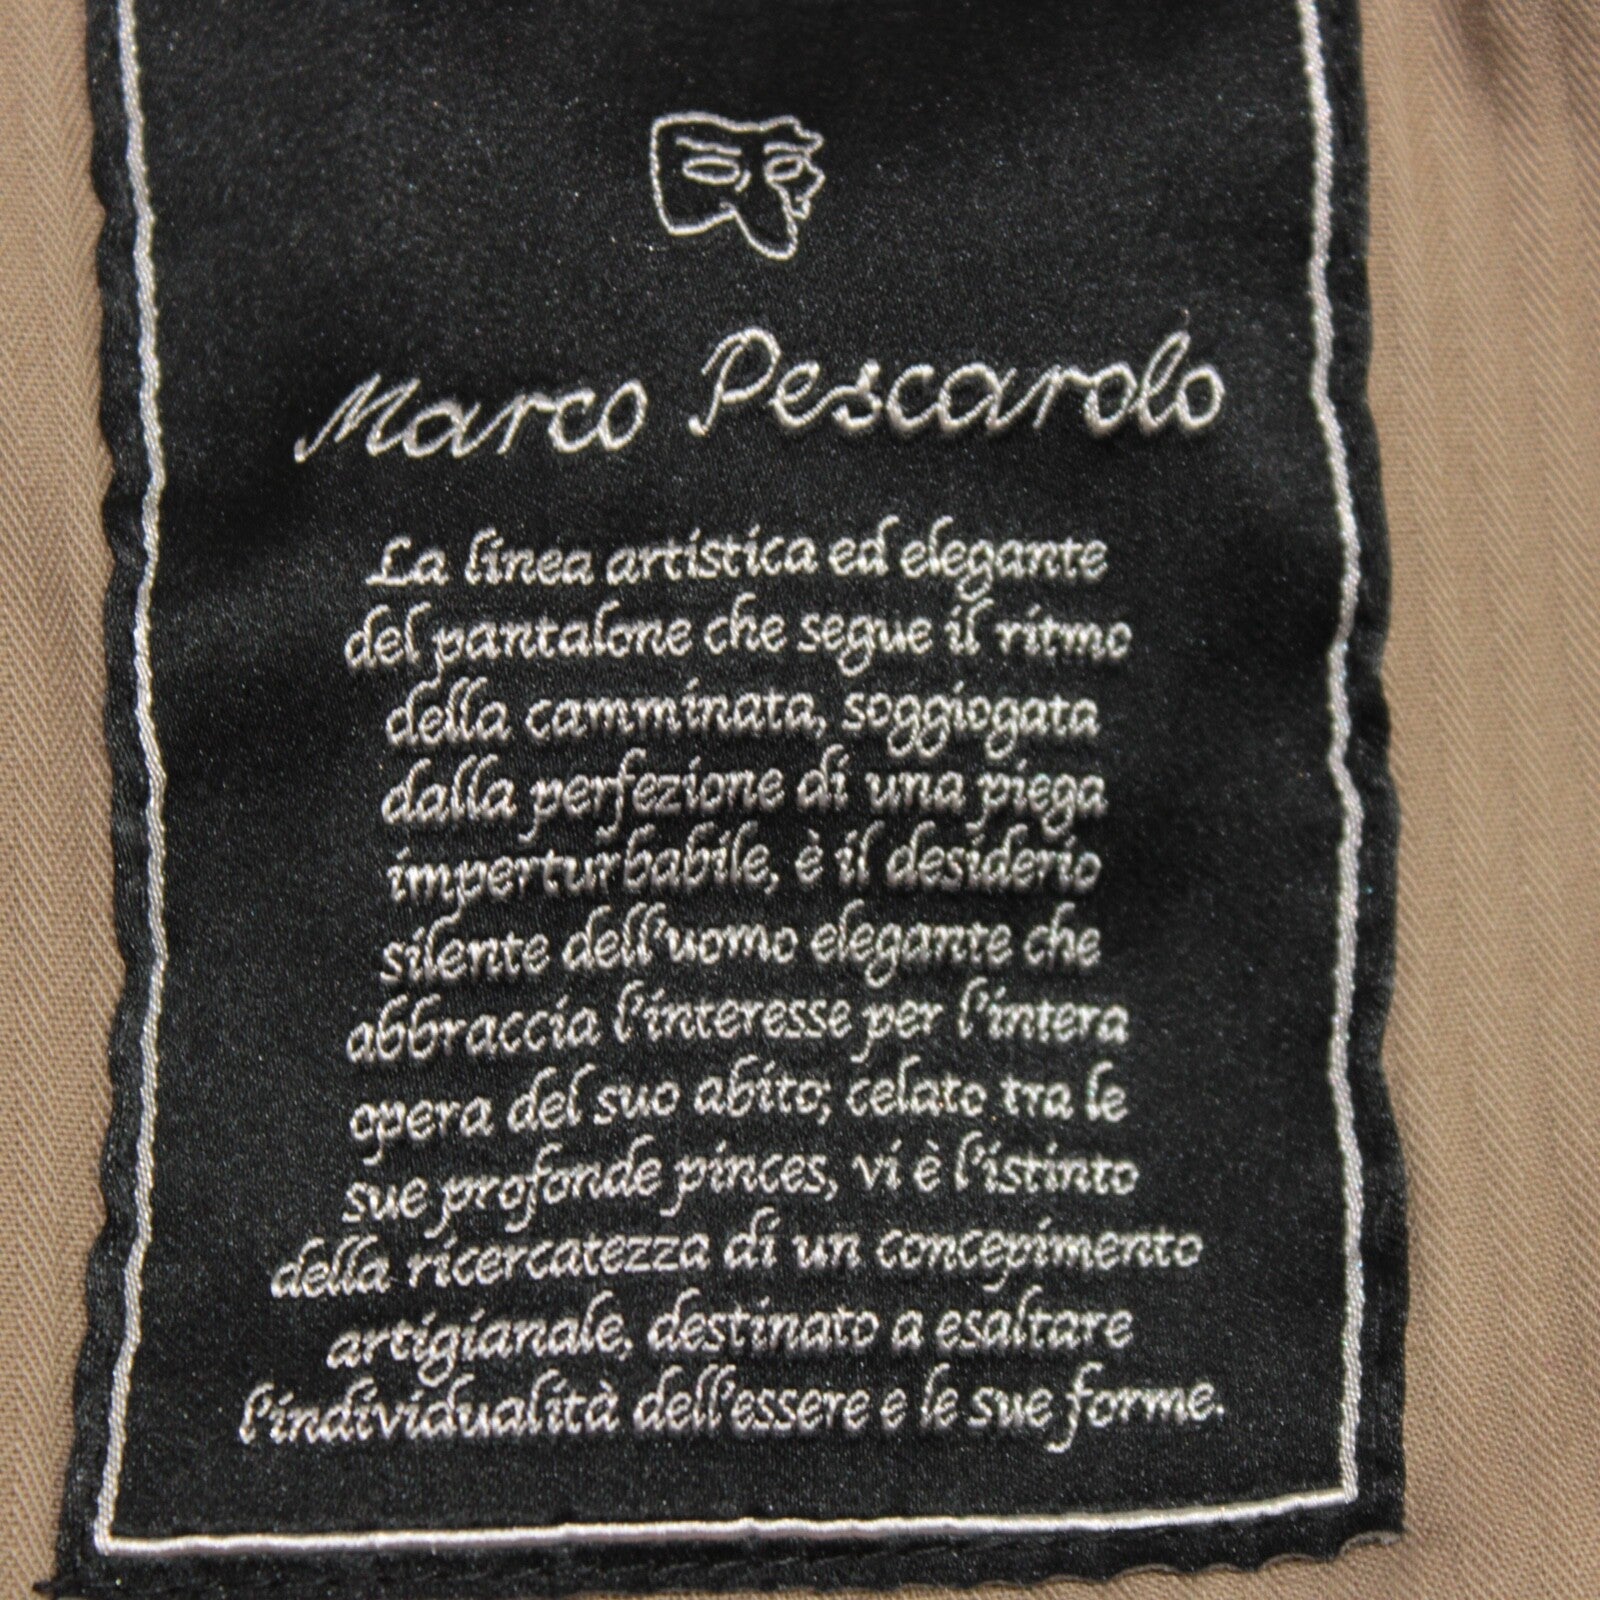 Marco Pescarolo
La linea artistica ed elegante
del pantalone che segue il ritmo
della camminata, soggiogata
dalla perfezione di una piega
imperturbabile, è il desiderio
silente dell'uomo elegante che
abbraccia l'interesse per l'intera
opera del suo abito; celato tra le
sue profonde pinces, vi è l'istinto
della ricercatezza di un concepimento
artigianale, destinato a esaltare
l'individualità dell'essere e le sue forme.